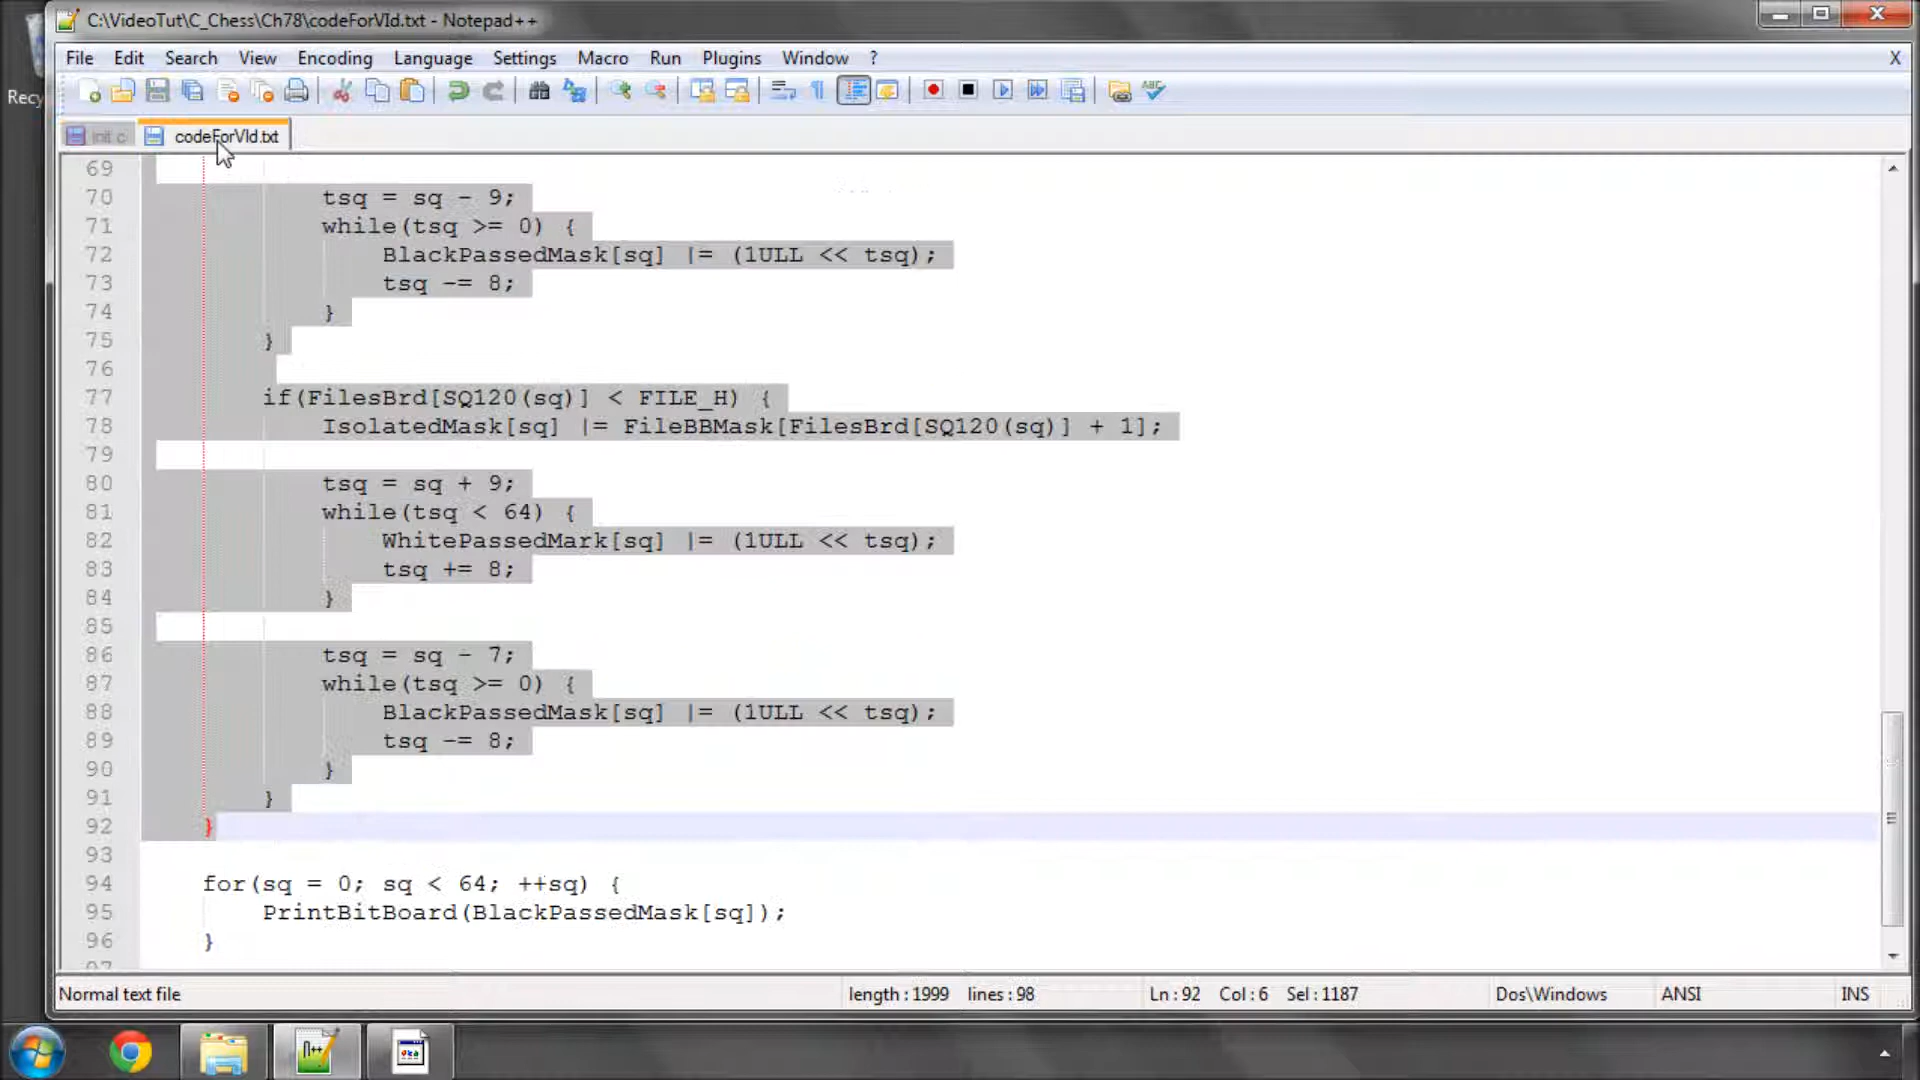 C:\VideoTut\C_Chess\Ch78\codeForVId.txt - Notepad++
File Edit Search View Encoding Language Settings Macro Run Plugins Window ? X
Recy
init.c codeForVId.txt
69
70 tsq = sq - 9;
71 while(tsq >= 0) {
72 BlackPassedMask[sq] |= (1ULL << tsq);
73 tsq -= 8;
74 }
75 }
76
77 if(FilesBrd[SQ120(sq)] < FILE_H) {
78 IsolatedMask[sq] |= FileBBMask[FilesBrd[SQ120(sq)] + 1];
79
80 tsq = sq + 9;
81 while(tsq < 64) {
82 WhitePassedMark[sq] |= (1ULL << tsq);
83 tsq += 8;
84 }
85
86 tsq = sq - 7;
87 while(tsq >= 0) {
88 BlackPassedMask[sq] |= (1ULL << tsq);
89 tsq -= 8;
90 }
91 }
92 }
93
94 for(sq = 0; sq < 64; ++sq) {
95 PrintBitBoard(BlackPassedMask[sq]);
96 }
97
Normal text file length : 1999 lines : 98 Ln : 92 Col : 6 Sel : 1187 Dos\Windows ANSI INS